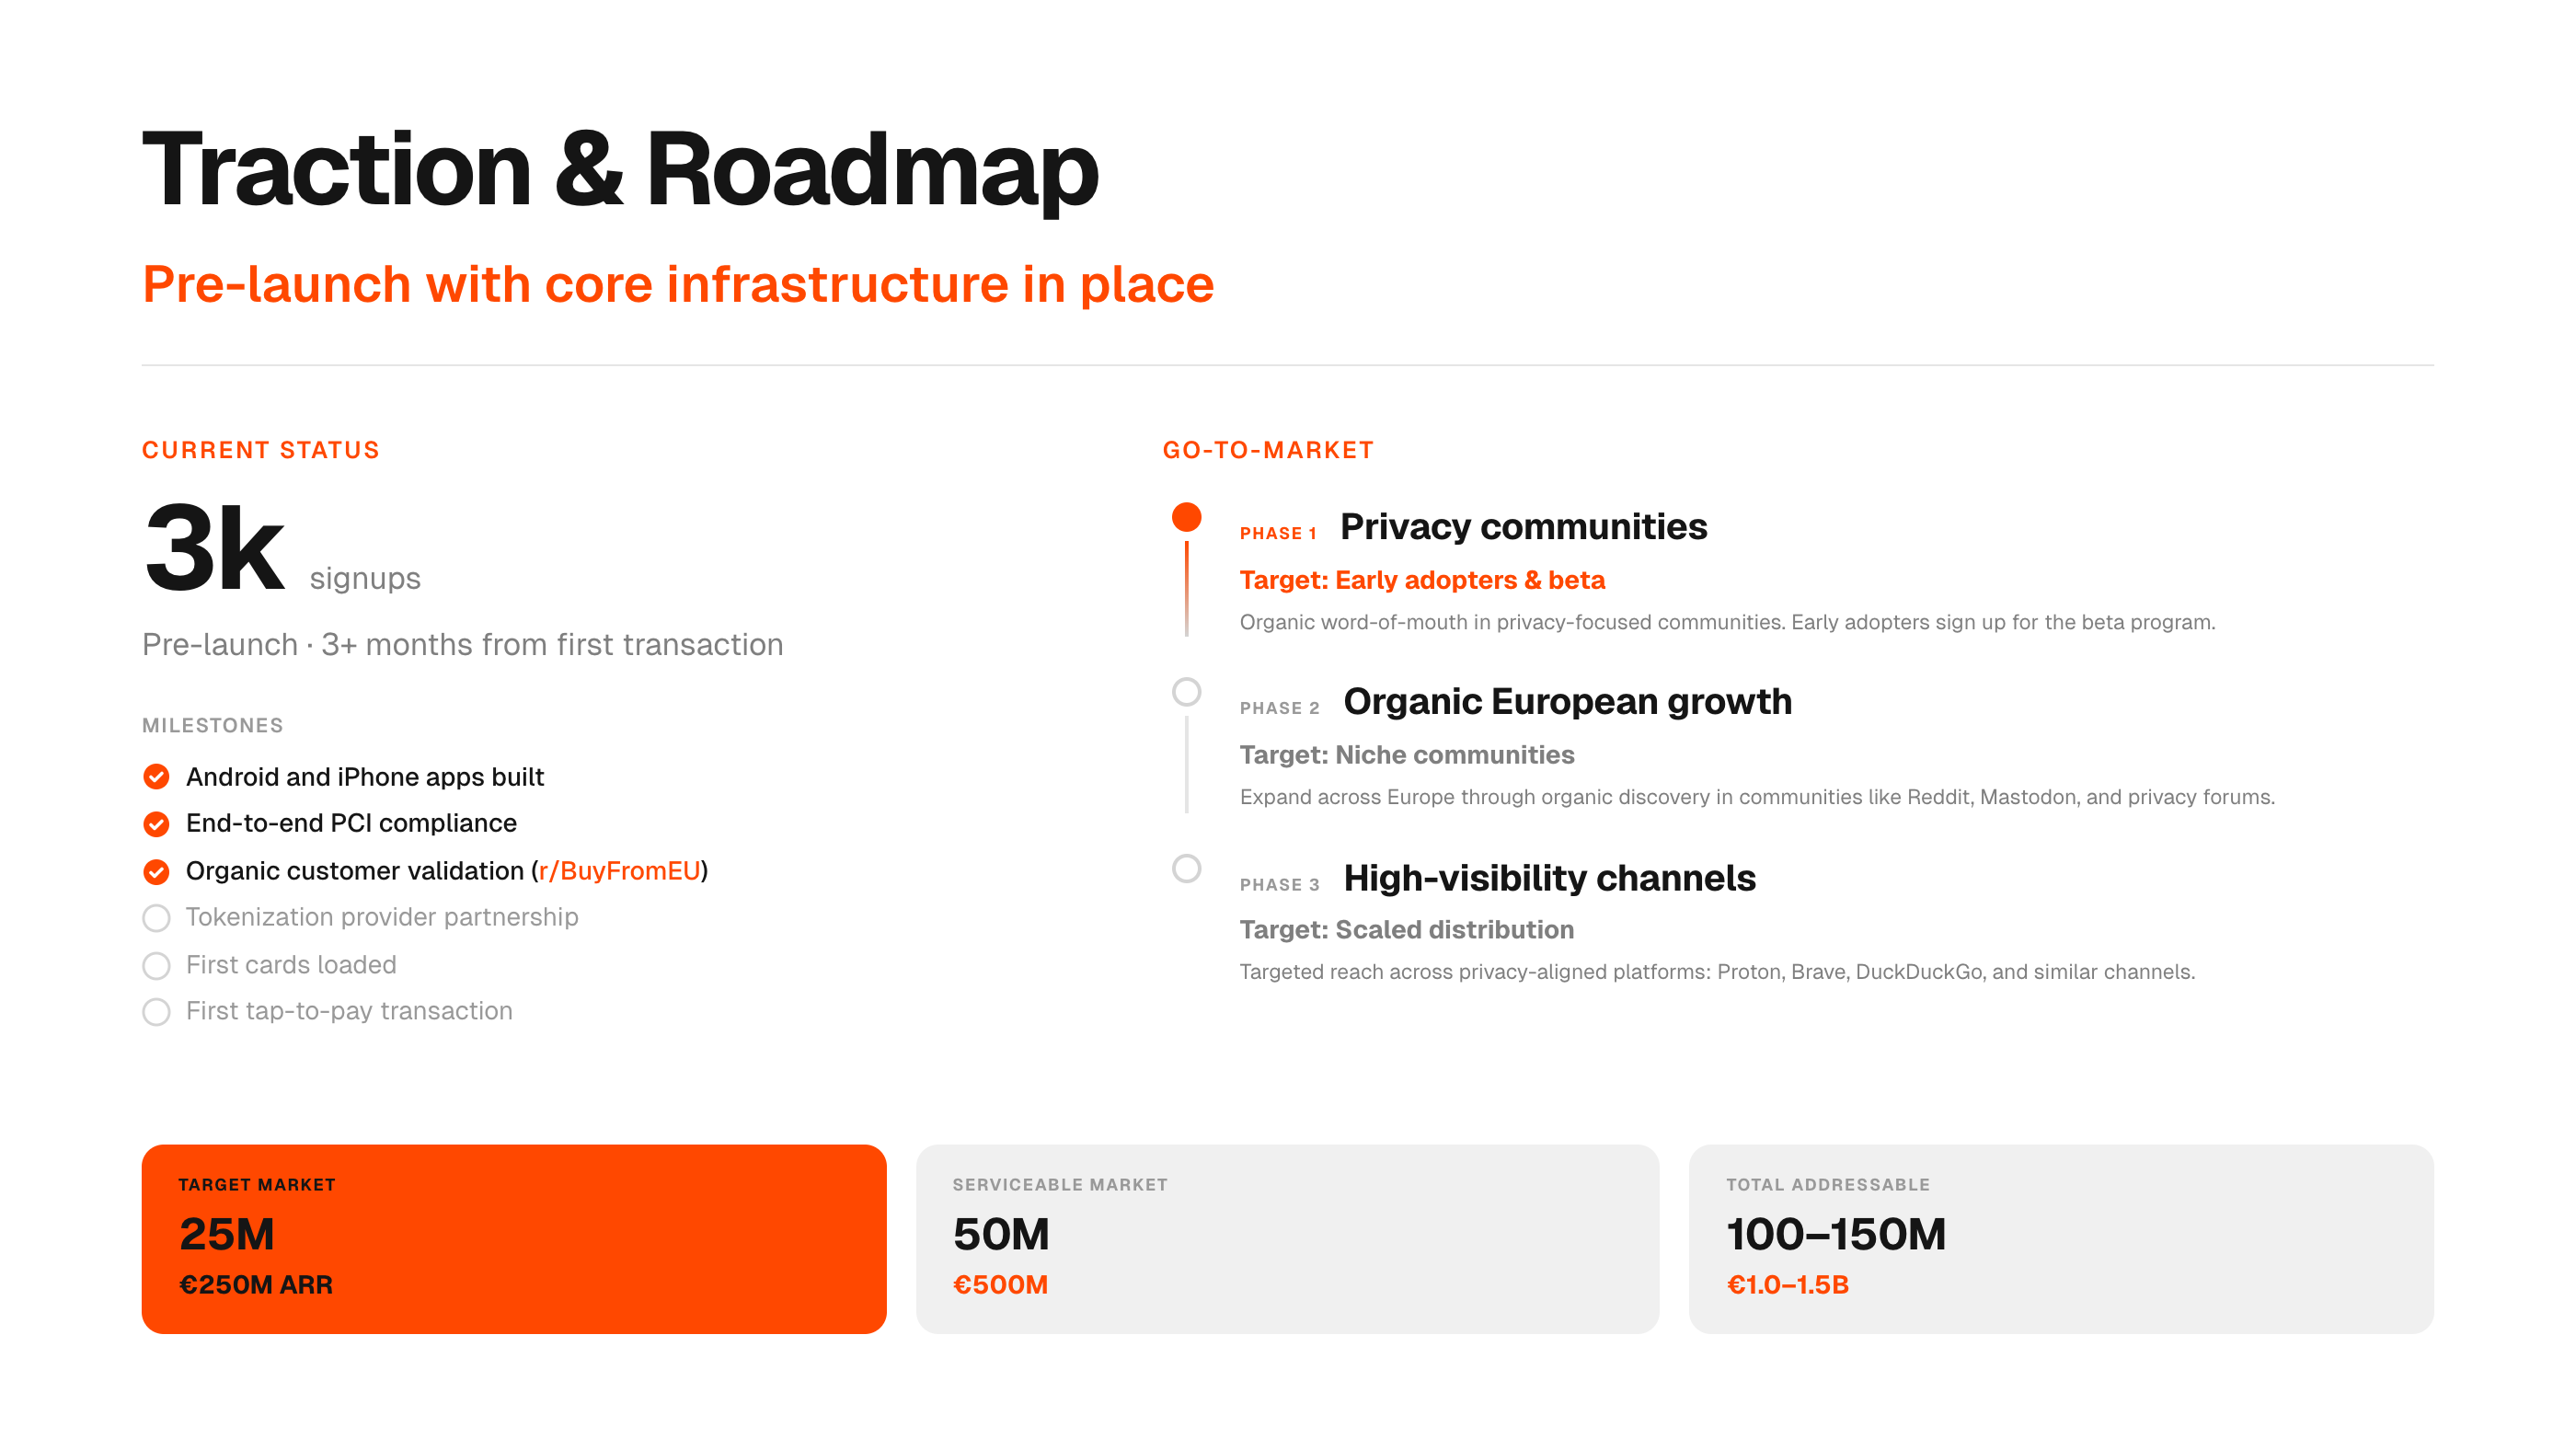 Traction & Roadmap
Pre-launch with core infrastructure in place
CURRENT STATUS
3k signups
Pre-launch · 3+ months from first transaction
MILESTONES
Android and iPhone apps built
End-to-end PCI compliance
Organic customer validation (r/BuyFromEU)
Tokenization provider partnership
First cards loaded
First tap-to-pay transaction
GO-TO-MARKET
PHASE 1 Privacy communities
Target: Early adopters & beta
Organic word-of-mouth in privacy-focused communities. Early adopters sign up for the beta program.
PHASE 2 Organic European growth
Target: Niche communities
Expand across Europe through organic discovery in communities like Reddit, Mastodon, and privacy forums.
PHASE 3 High-visibility channels
Target: Scaled distribution
Targeted reach across privacy-aligned platforms: Proton, Brave, DuckDuckGo, and similar channels.
TARGET MARKET
25M
€250M ARR
SERVICEABLE MARKET
50M
€500M
TOTAL ADDRESSABLE
100–150M
€1.0–1.5B